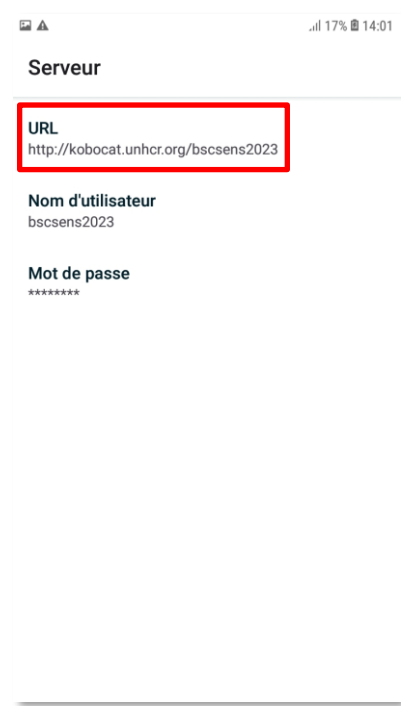 17% 14:01
Serveur
URL
http://kobocat.unhcr.org/bscsens2023
Nom d'utilisateur
bscsens2023
Mot de passe
********